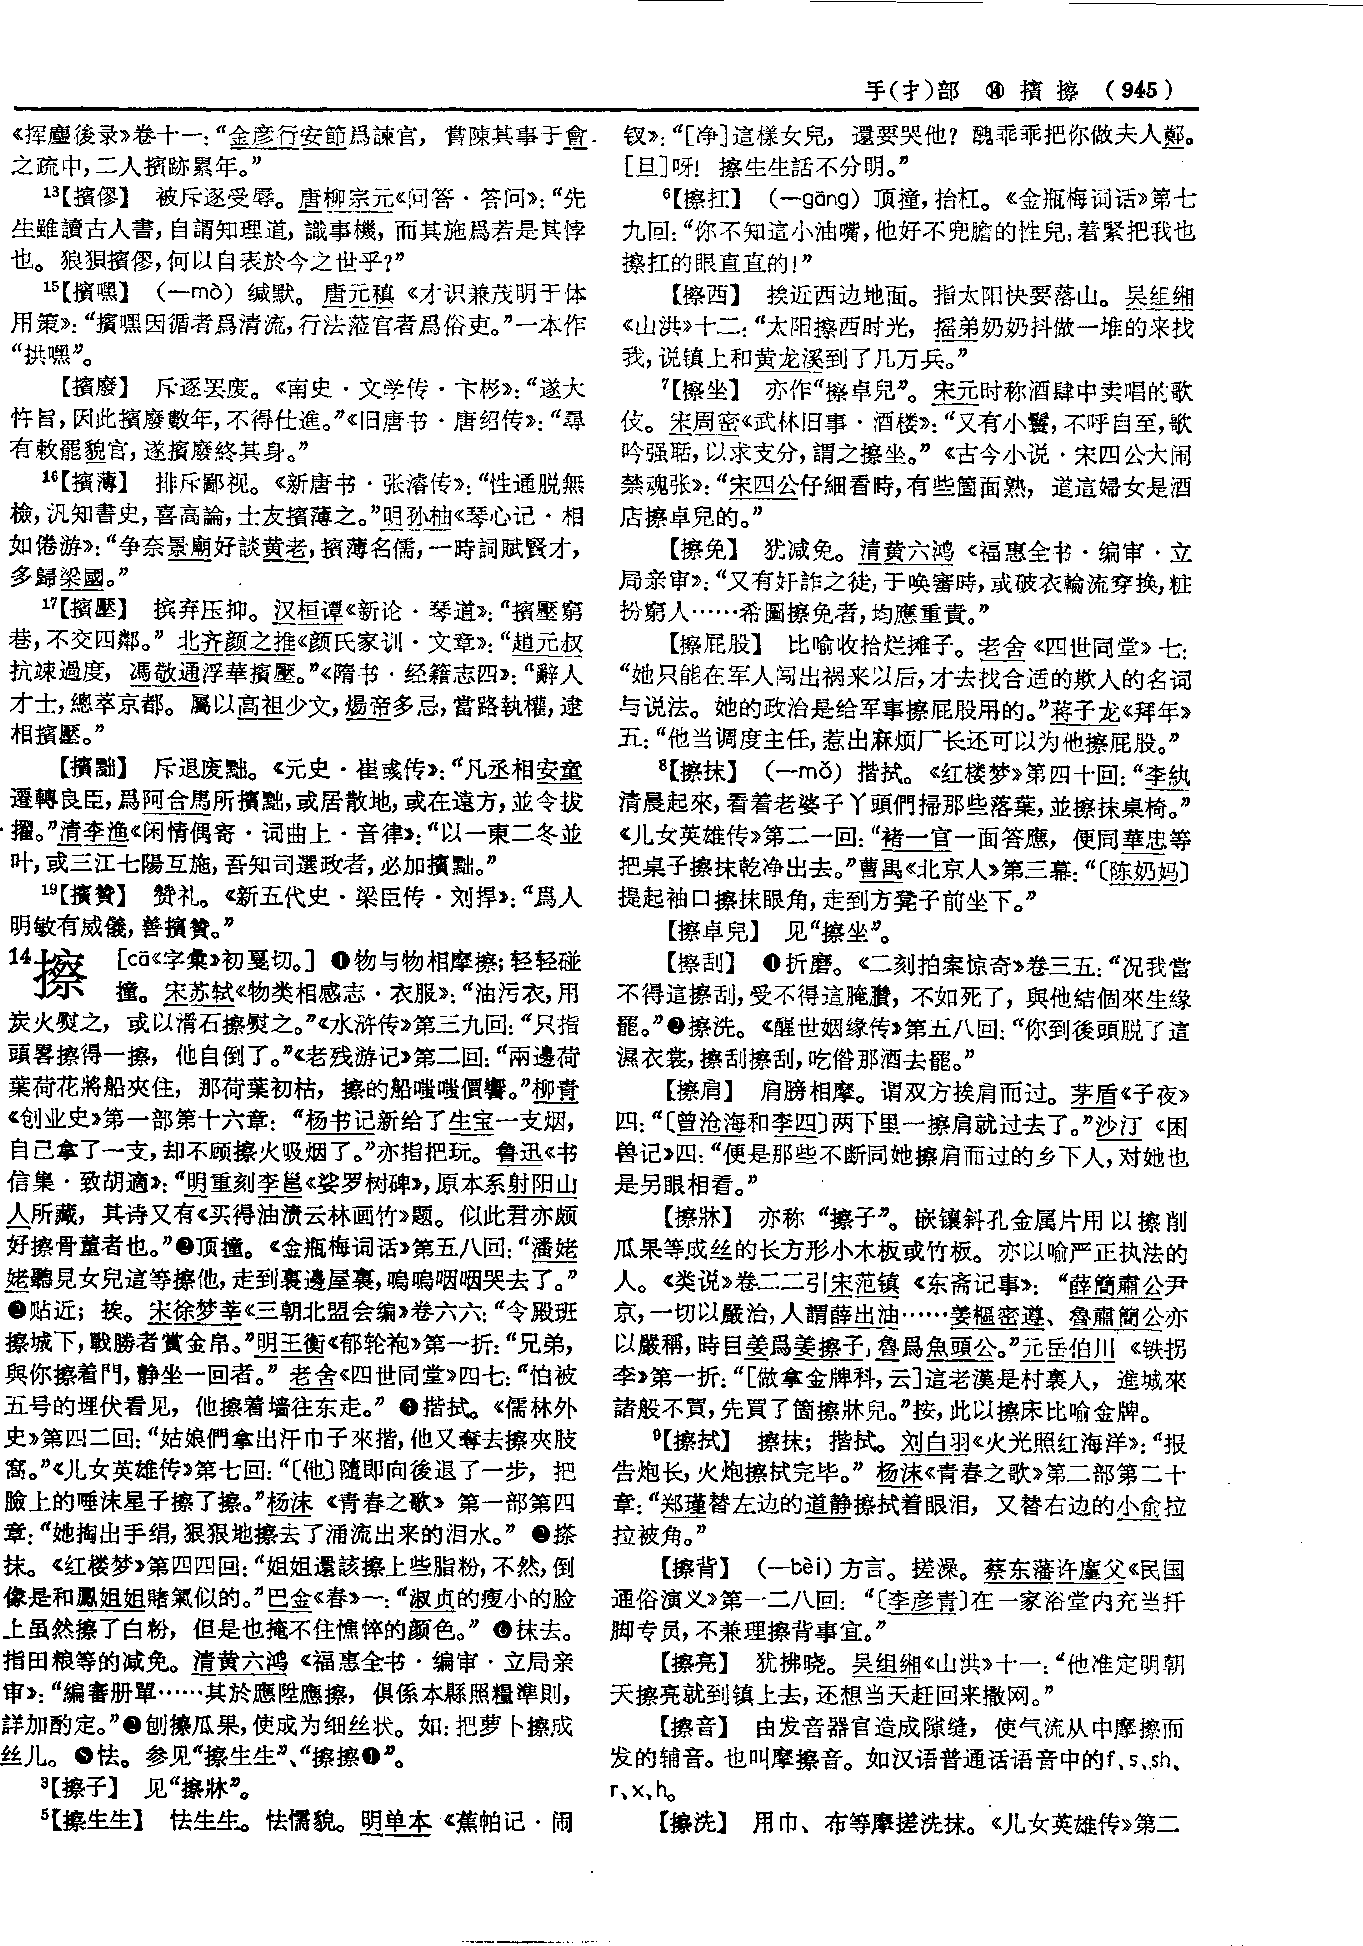 手(扌)部 ⑭ 擯 擦 (945)
《挥麈後录》卷十一：“金彦行安節爲諫官， 嘗陳其事于會
之疏中，二人擯跡累年。”
13【擯僇】 被斥逐受辱。唐柳宗元《问答·答问》：“先
生雖讀古人書，自謂知理道，識事機，而其施爲若是其悖
也。狼狽擯僇，何以自表於今之世乎？”
15【擯嘿】 （—mò）缄默。唐元稹《才识兼茂明于体
用策》：“擯嘿因循者爲清流，行法蒞官者爲俗吏。”一本作
“拱嘿”。
【擯廢】 斥逐罢废。《南史·文学传·卞彬》：“遂大
忤旨，因此擯廢數年，不得仕進。”《旧唐书·唐绍传》：“尋
有敕罷貌官，遂擯廢終其身。”
16【擯薄】 排斥鄙视。《新唐书·张濬传》：“性通脱無
檢，汎知書史，喜高論，士友擯薄之。”明孙柚《琴心记·相
如倦游》：“争奈景廟好談黄老，擯薄名儒，一時詞賦賢才，
多歸梁國。”
17【擯壓】 摈弃压抑。汉桓谭《新论·琴道》：“擯壓窮
巷，不交四鄰。” 北齐颜之推《颜氏家训·文章》：“趙元叔
抗竦過度， 馮敬通浮華擯壓。”《隋书·经籍志四》：“辭人
才士，總萃京都。屬以高祖少文，煬帝多忌，當路執權，逮
相擯壓。”
【擯黜】 斥退废黜。《元史·崔彧传》：“凡丞相安童
遷轉良臣，爲阿合馬所擯黜，或居散地，或在遠方，並令拔
擢。”清李渔《闲情偶寄·词曲上·音律》：“以一東二冬並
叶，或三江七陽互施，吾知司選政者，必加擯黜。”
19【擯贊】 赞礼。《新五代史·梁臣传·刘捍》：“爲人
明敏有威儀，善擯贊。”
14擦 ［cā《字彙》初戛切。］ ❶物与物相摩擦；轻轻碰
撞。宋苏轼《物类相感志·衣服》：“油污衣，用
炭火熨之， 或以滑石擦熨之。”《水浒传》第三九回：“只指
頭畧擦得一擦， 他自倒了。”《老残游记》第二回：“兩邊荷
葉荷花將船夾住， 那荷葉初枯， 擦的船嗤嗤價響。”柳青
《创业史》第一部第十六章： “杨书记新给了生宝一支烟，
自己拿了一支，却不顾擦火吸烟了。”亦指把玩。鲁迅《书
信集·致胡適》：“明重刻李邕《娑罗树碑》，原本系射阳山
人所藏， 其诗又有《买得油渍云林画竹》题。似此君亦颇
好擦骨董者也。”❷顶撞。《金瓶梅词话》第五八回：“潘姥
姥聽見女兒這等擦他，走到裏邊屋裏，嗚嗚咽咽哭去了。”
❸贴近；挨。宋徐梦莘《三朝北盟会编》卷六六：“令殿班
擦城下，戰勝者賞金帛。”明王衡《郁轮袍》第一折：“兄弟，
與你擦着門，静坐一回者。” 老舍《四世同堂》四七：“怕被
五号的埋伏看见， 他擦着墙往东走。” ❹揩拭。《儒林外
史》第四二回：“姑娘們拿出汗巾子來揩，他又奪去擦夾肢
窩。”《儿女英雄传》第七回：“〔他〕隨即向後退了一步， 把
臉上的唾沫星子擦了擦。”杨沫《青春之歌》第一部第四
章：“她掏出手绢，狠狠地擦去了涌流出来的泪水。” ❺搽
抹。《红楼梦》第四四回：“姐姐還該擦上些脂粉，不然，倒
像是和鳳姐姐賭氣似的。”巴金《春》一：“淑贞的瘦小的脸
上虽然擦了白粉， 但是也掩不住憔悴的颜色。” ❻抹去。
指田粮等的减免。清黄六鸿《福惠全书·编审·立局亲
审》：“編審册單……其於應陞應擦， 俱係本縣照糧準則，
詳加酌定。”❼刨擦瓜果，使成为细丝状。如：把萝卜擦成
丝儿。❽怯。参见“擦生生”、“擦擦❶”。
3【擦子】 见“擦牀”。
5【擦生生】 怯生生。怯懦貌。明单本《蕉帕记·闹
钗》：“［净］這樣女兒， 還要哭他？醜乖乖把你做夫人鄭。
［旦］呀！擦生生話不分明。”
6【擦扛】 （—gāng）顶撞，抬杠。《金瓶梅词话》第七
九回：“你不知這小油嘴，他好不兜膽的性兒，着緊把我也
擦扛的眼直直的！”
【擦西】 挨近西边地面。指太阳快要落山。吴组缃
《山洪》十二：“太阳擦西时光， 摇弟奶奶抖做一堆的来找
我，说镇上和黄龙溪到了几万兵。”
7【擦坐】 亦作“擦卓兒”。宋元时称酒肆中卖唱的歌
伎。宋周密《武林旧事·酒楼》：“又有小鬟，不呼自至，歌
吟强聒，以求支分，謂之擦坐。”《古今小说·宋四公大闹
禁魂张》：“宋四公仔細看時，有些箇面熟， 道這婦女是酒
店擦卓兒的。”
【擦免】 犹减免。清黄六鸿《福惠全书·编审·立
局亲审》：“又有奸詐之徒，于唤審時，或破衣輪流穿换，粧
扮窮人……希圖擦免者，均應重責。”
【擦屁股】 比喻收拾烂摊子。老舍《四世同堂》七：
“她只能在军人闯出祸来以后，才去找合适的欺人的名词
与说法。她的政治是给军事擦屁股用的。”蒋子龙《拜年》
五：“他当调度主任，惹出麻烦厂长还可以为他擦屁股。”
8【擦抹】 （—mǒ）揩拭。《红楼梦》第四十回：“李紈
清晨起來，看着老婆子丫頭們掃那些落葉，並擦抹桌椅。”
《儿女英雄传》第二一回：“褚一官一面答應， 便同華忠等
把桌子擦抹乾净出去。”曹禺《北京人》第三幕：“〔陈奶妈〕
提起袖口擦抹眼角，走到方凳子前坐下。”
【擦卓兒】 见“擦坐”。
【擦刮】 ❶折磨。《二刻拍案惊奇》卷三五：“况我當
不得這擦刮，受不得這腌臢， 不如死了，與他結個來生缘
罷。”❷擦洗。《醒世姻缘传》第五八回：“你到後頭脱了這
濕衣裳，擦刮擦刮，吃俗那酒去罷。”
【擦肩】 肩膀相摩。谓双方挨肩而过。茅盾《子夜》
四：“〔曾沧海和李四〕两下里一擦肩就过去了。”沙汀《困
兽记》四：“便是那些不断同她擦肩而过的乡下人，对她也
是另眼相看。”
【擦牀】 亦称“擦子”。嵌镶斜孔金属片用以擦削
瓜果等成丝的长方形小木板或竹板。亦以喻严正执法的
人。《类说》卷二二引宋范镇《东斋记事》： “薛簡肅公尹
京，一切以嚴治，人謂薛出油……姜樞密遵、魯肅簡公亦
以嚴稱，時目姜爲姜擦子，魯爲魚頭公。”元岳伯川《铁拐
李》第一折：“［做拿金牌科，云］這老漢是村裏人， 進城來
諸般不買，先買了箇擦牀兒。”按，此以擦床比喻金牌。
9【擦拭】 擦抹；揩拭。刘白羽《火光照红海洋》：“报
告炮长，火炮擦拭完毕。” 杨沫《青春之歌》第二部第二十
章：“郑瑾替左边的道静擦拭着眼泪， 又替右边的小俞拉
拉被角。”
【擦背】 （—bèi）方言。搓澡。蔡东藩许廑父《民国
通俗演义》第一二八回： “〔李彦青〕在一家浴堂内充当扦
脚专员，不兼理擦背事宜。”
【擦亮】 犹拂晓。吴组缃《山洪》十一：“他准定明朝
天擦亮就到镇上去，还想当天赶回来撒网。”
【擦音】 由发音器官造成隙缝， 使气流从中摩擦而
发的辅音。也叫摩擦音。如汉语普通话语音中的f、s、sh、
r、x、h。
【擦洗】 用巾、布等摩搓洗抹。《儿女英雄传》第二